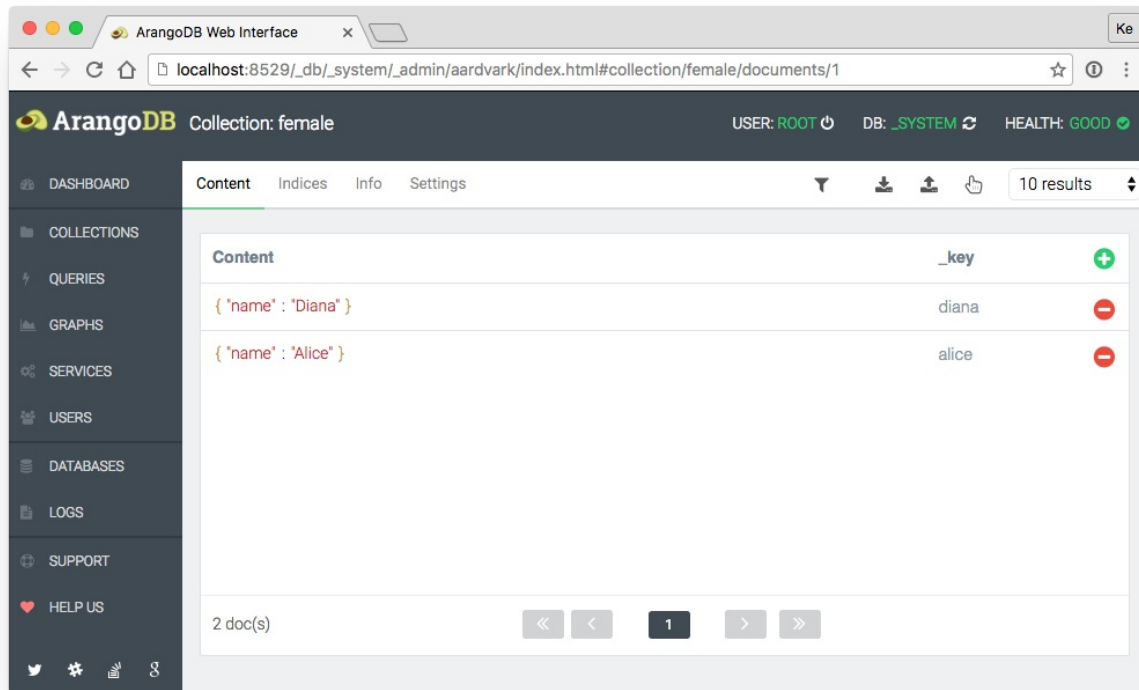 ArangoDB Web Interface
Ke
localhost:8529/_db/_system/_admin/aardvark/index.html#collection/female/documents/1
ArangoDB Collection: female USER: ROOT DB: _SYSTEM HEALTH: GOOD
DASHBOARD
COLLECTIONS
QUERIES
GRAPHS
SERVICES
USERS
DATABASES
LOGS
SUPPORT
HELP US
Content Indices Info Settings 10 results
Content _key
{ "name" : "Diana" } diana
{ "name" : "Alice" } alice
2 doc(s) 1